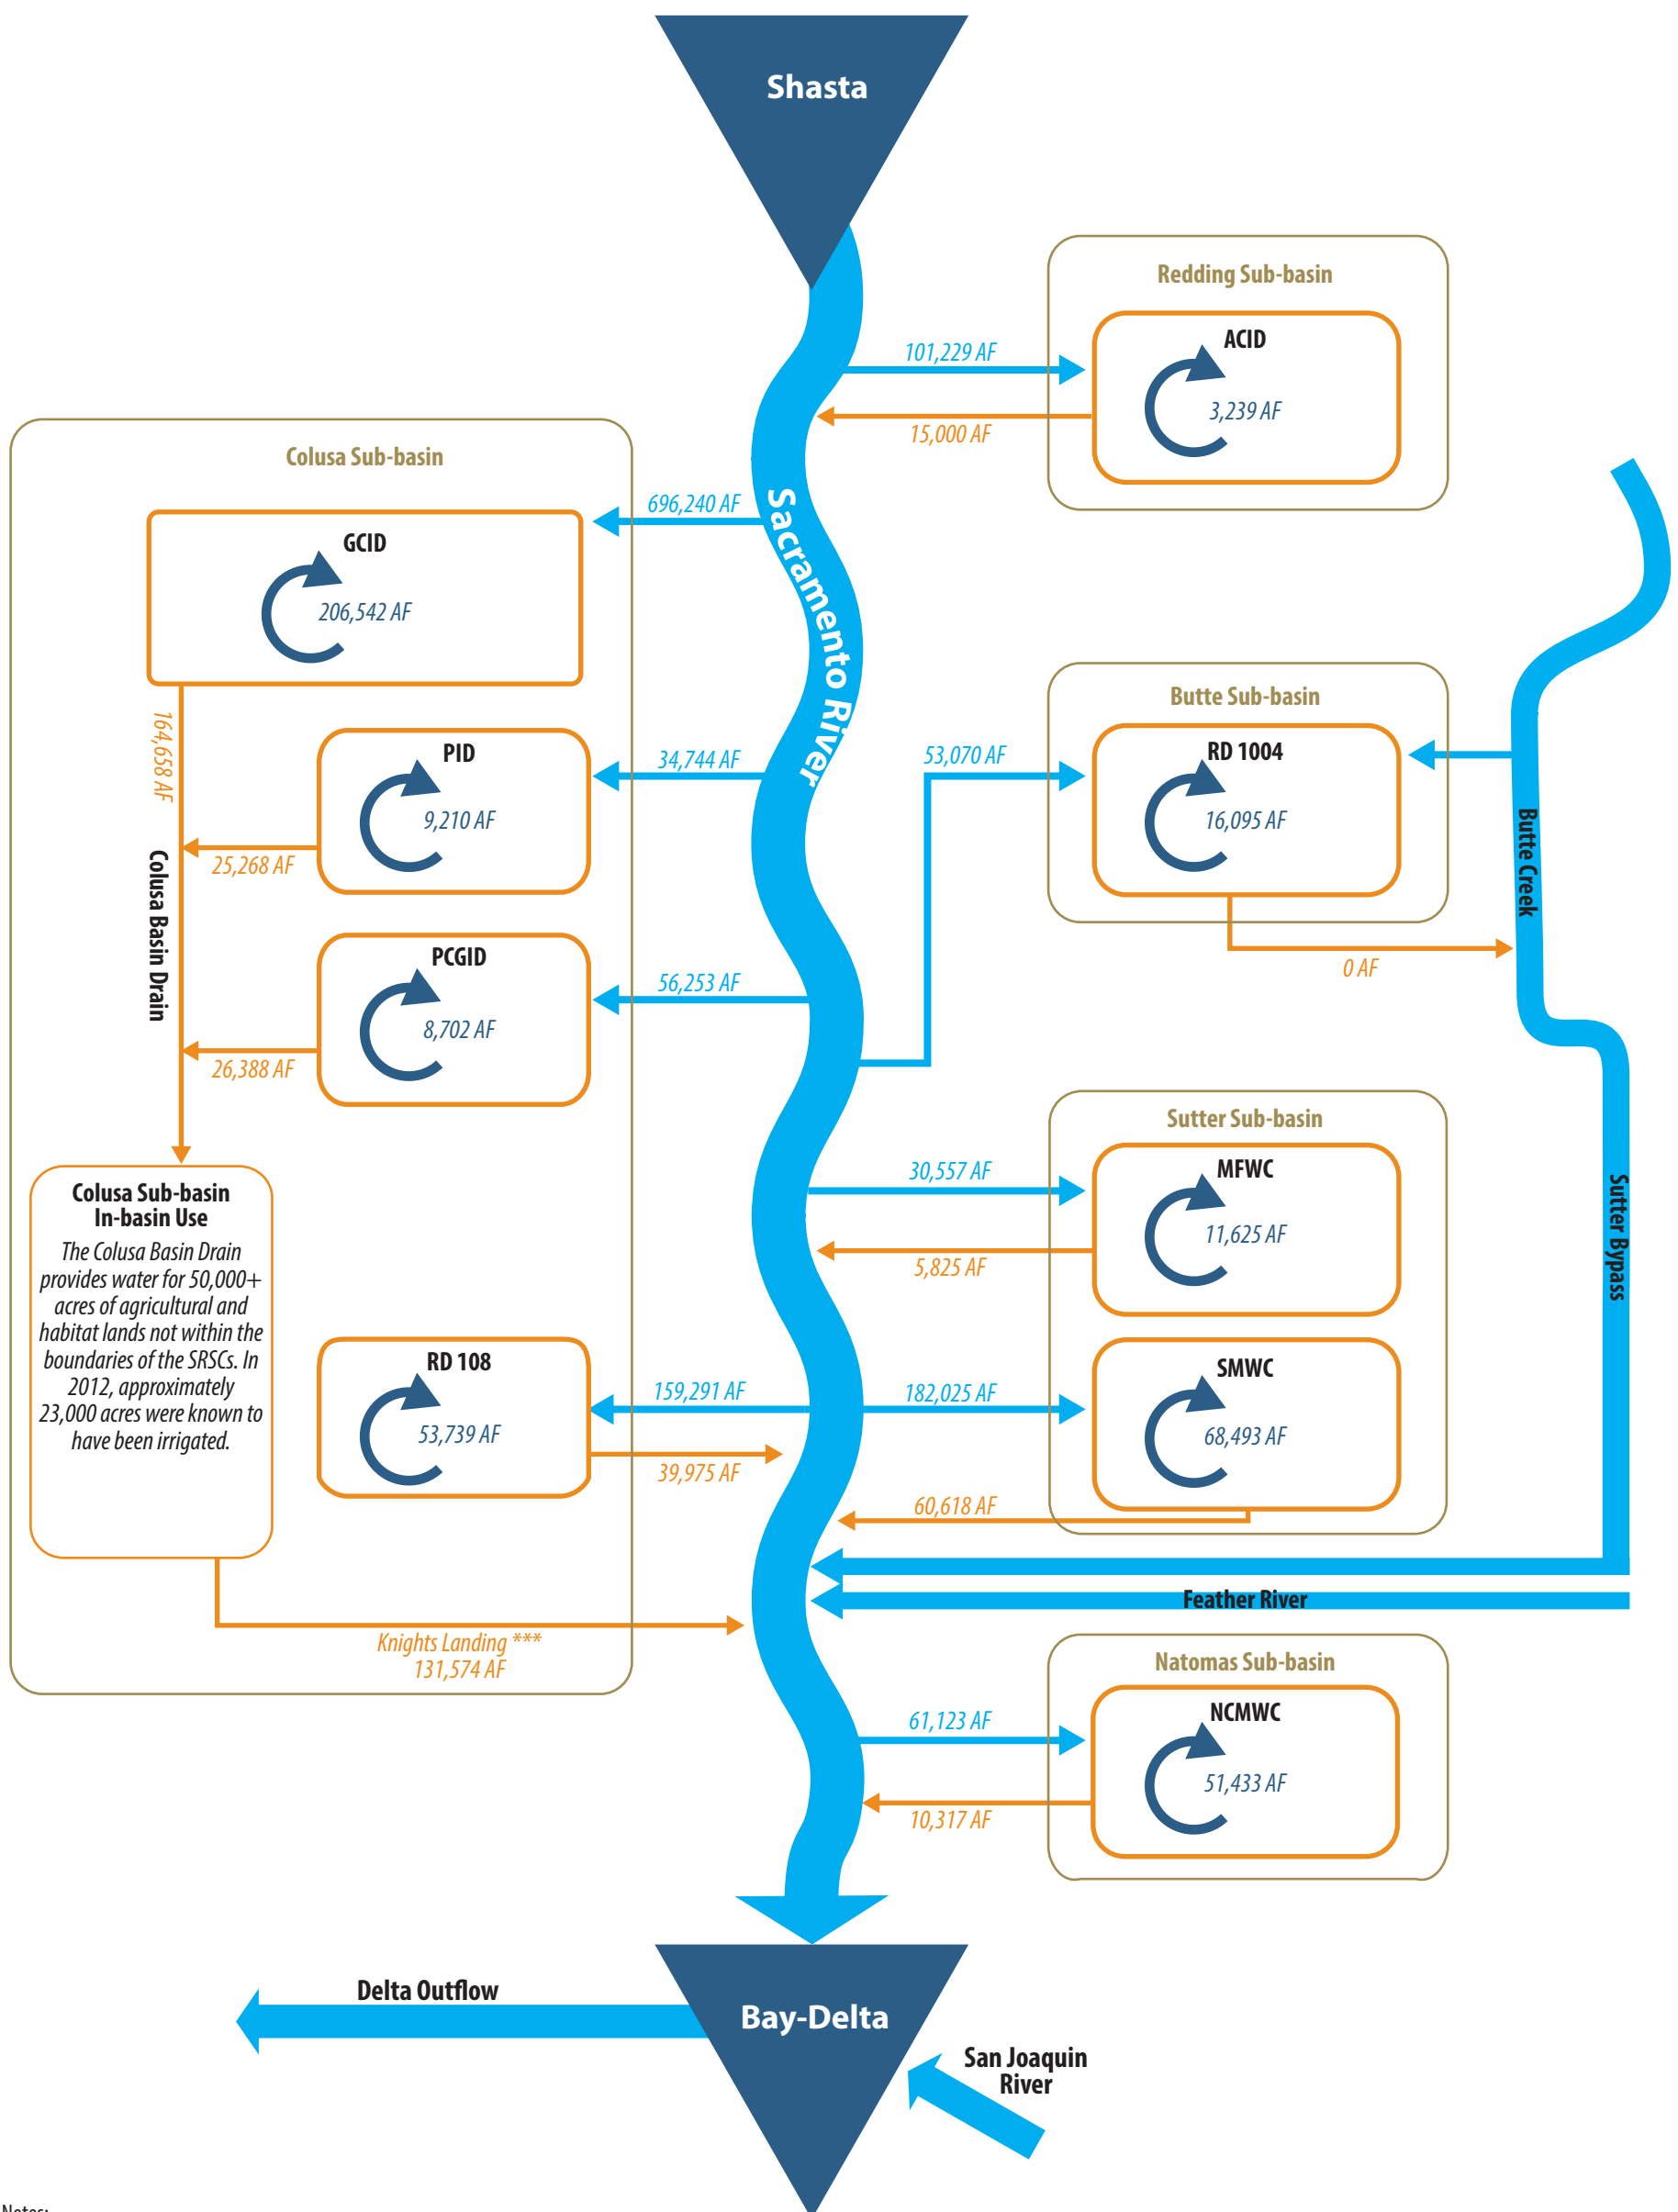 Shasta
Redding Sub-basin
ACID
101,229 AF
3,239 AF
15,000 AF
Colusa Sub-basin
696,240 AF
GCID
206,542 AF
Sacramento River
164,658 AF
Butte Sub-basin
PID
34,744 AF
53,070 AF
RD 1004
9,210 AF
16,095 AF
25,268 AF
Colusa Basin Drain
Butte Creek
PCGID
56,253 AF
0 AF
8,702 AF
26,388 AF
Sutter Sub-basin
MFWC
30,557 AF
11,625 AF
5,825 AF
Sutter Bypass
Colusa Sub-basin
In-basin Use
The Colusa Basin Drain
provides water for 50,000+
acres of agricultural and
habitat lands not within the
boundaries of the SRSCs. In
2012, approximately
23,000 acres were known to
have been irrigated.
RD 108
159,291 AF
182,025 AF
SMWC
53,739 AF
68,493 AF
39,975 AF
60,618 AF
Feather River
Knights Landing ***
131,574 AF
Natomas Sub-basin
NCMWC
61,123 AF
51,433 AF
10,317 AF
Delta Outflow
Bay-Delta
San Joaquin
River
Notes: